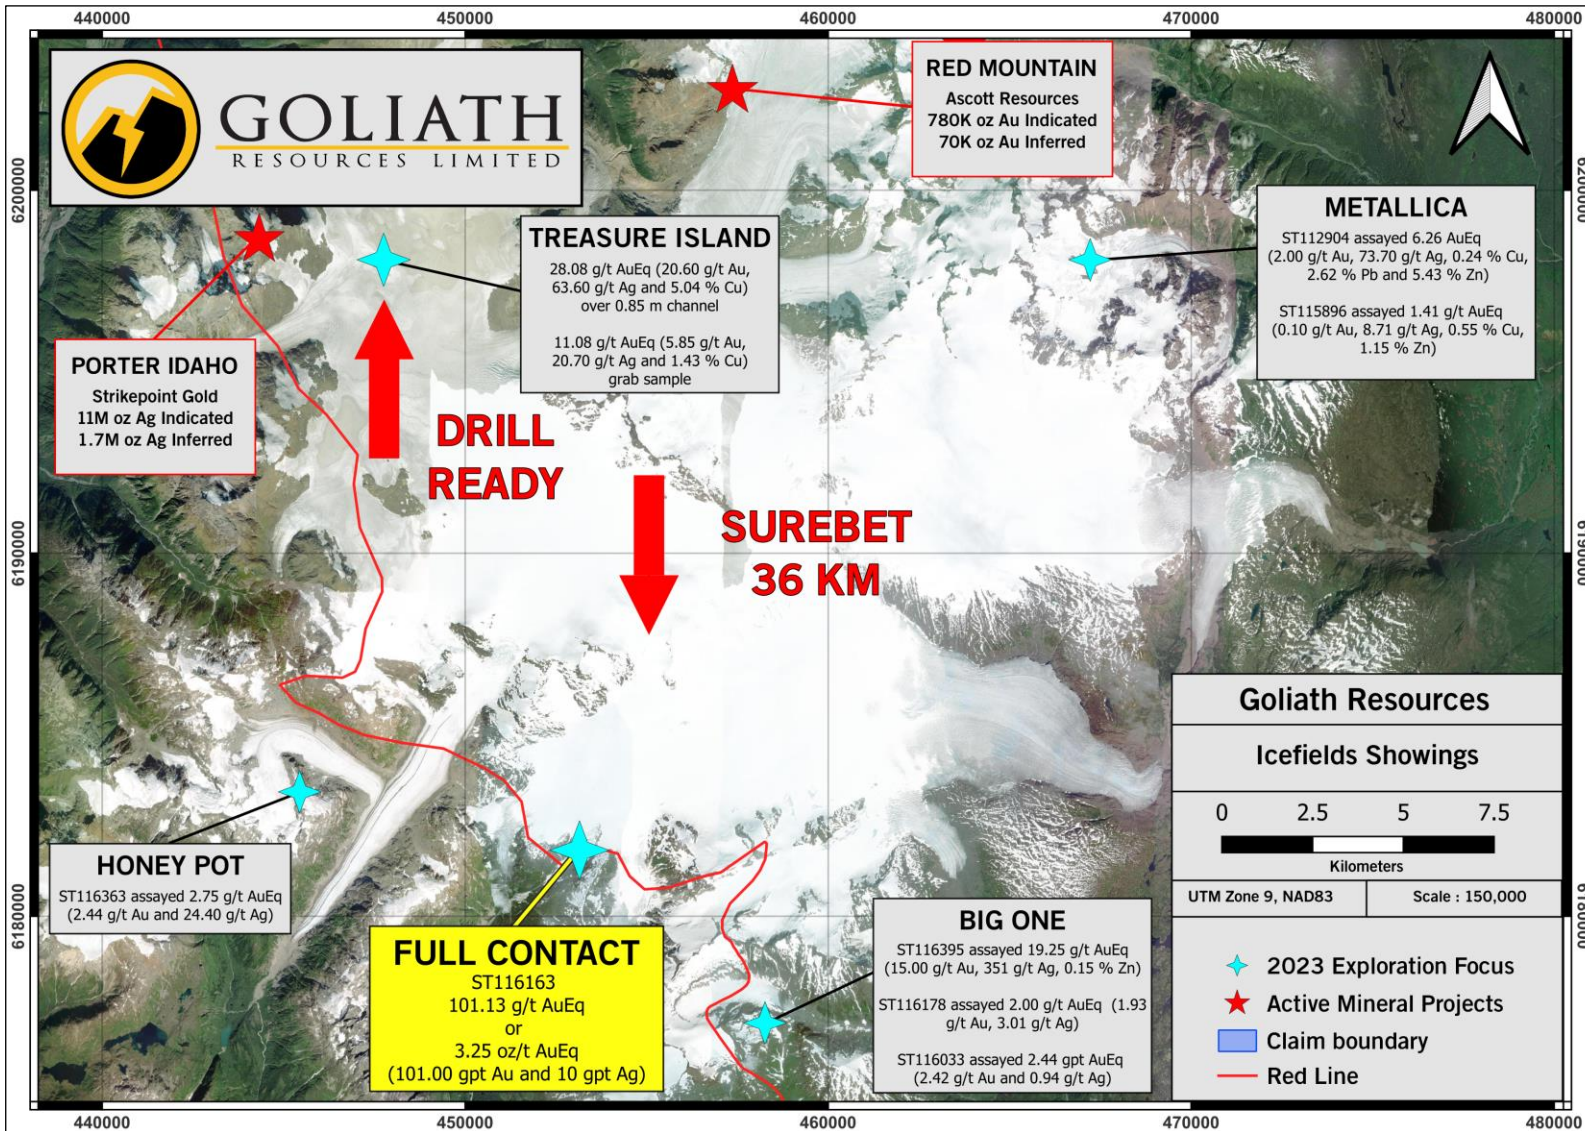 440000
450000
460000
470000
480000
GOLIATH
RESOURCES LIMITED
RED MOUNTAIN
Ascott Resources
780K oz Au Indicated
70K oz Au Inferred
6200000
6200000
METALLICA
ST112904 assayed 6.26 AuEq
(2.00 g/t Au, 73.70 g/t Ag, 0.24 % Cu,
2.62 % Pb and 5.43 % Zn)
ST115896 assayed 1.41 g/t AuEq
(0.10 g/t Au, 8.71 g/t Ag, 0.55 % Cu,
1.15 % Zn)
TREASURE ISLAND
28.08 g/t AuEq (20.60 g/t Au,
63.60 g/t Ag and 5.04 % Cu)
over 0.85 m channel
11.08 g/t AuEq (5.85 g/t Au,
20.70 g/t Ag and 1.43 % Cu)
grab sample
PORTER IDAHO
Strikepoint Gold
11M oz Ag Indicated
1.7M oz Ag Inferred
DRILL
READY
SUREBET
36 KM
6190000
6190000
HONEY POT
ST116363 assayed 2.75 g/t AuEq
(2.44 g/t Au and 24.40 g/t Ag)
FULL CONTACT
ST116163
101.13 g/t AuEq
or
3.25 oz/t AuEq
(101.00 gpt Au and 10 gpt Ag)
BIG ONE
ST116395 assayed 19.25 g/t AuEq
(15.00 g/t Au, 351 g/t Ag, 0.15 % Zn)
ST116178 assayed 2.00 g/t AuEq (1.93
g/t Au, 3.01 g/t Ag)
ST116033 assayed 2.44 gpt AuEq
(2.42 g/t Au and 0.94 g/t Ag)
6180000
6180000
Goliath Resources
Icefields Showings
0 2.5 5 7.5
Kilometers
UTM Zone 9, NAD83
Scale : 150,000
2023 Exploration Focus
Active Mineral Projects
Claim boundary
Red Line
440000
450000
460000
470000
480000